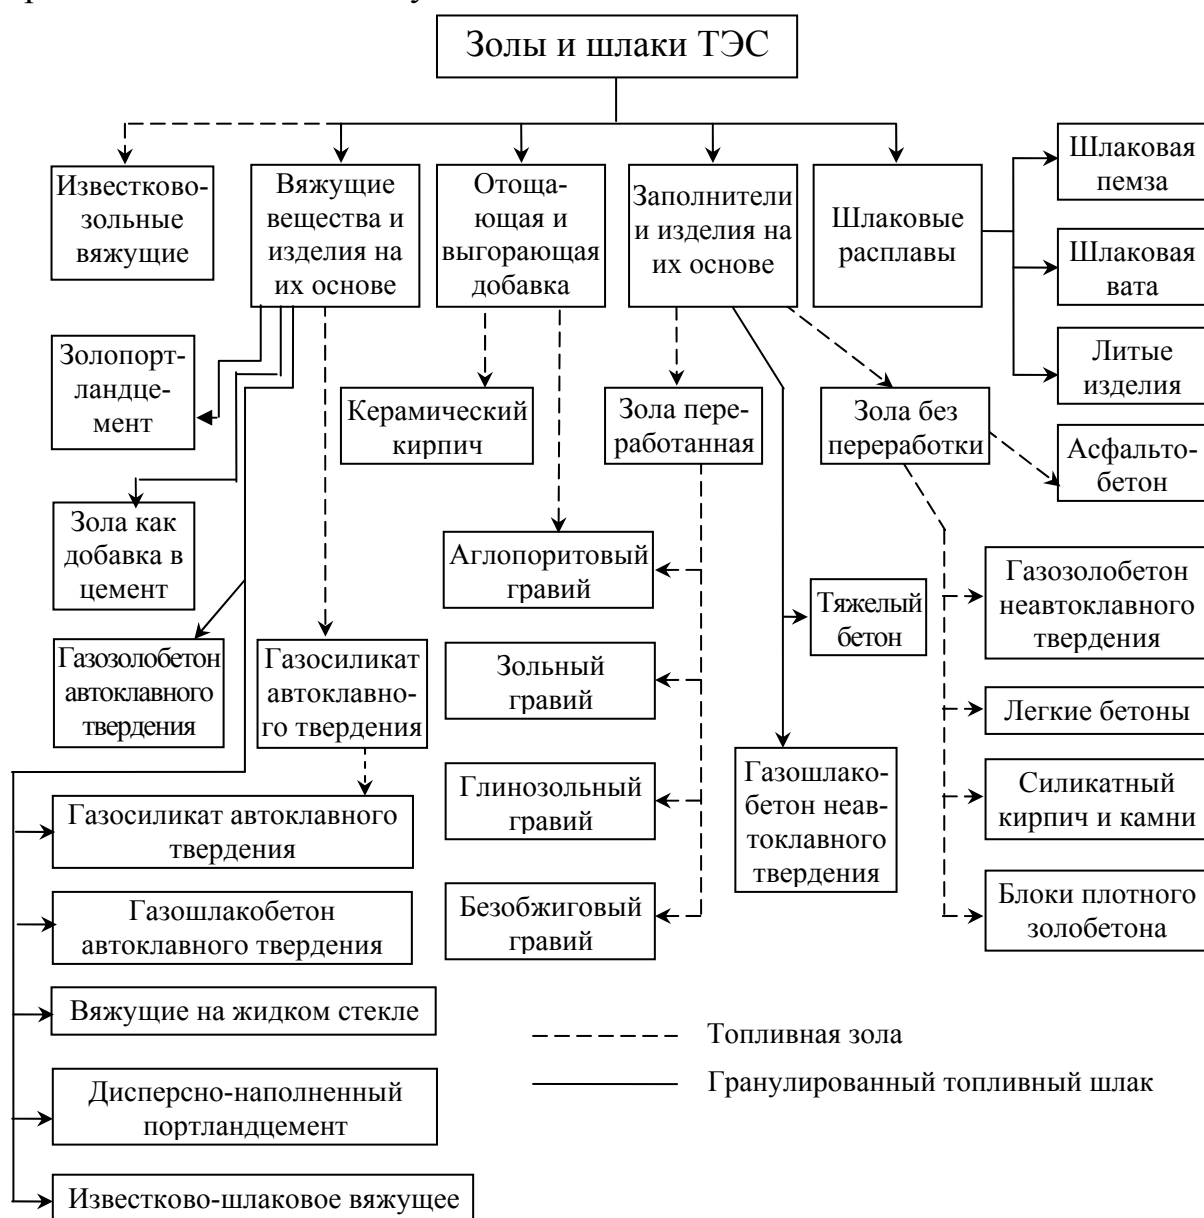 Золы и шлаки ТЭС
Известково-
зольные
вяжущие
Вяжущие
вещества и
изделия на
их основе
Отоща-
ющая и
выгорающая
добавка
Заполнители
и изделия на
их основе
Шлаковые
расплавы
Шлаковая
пемза
Шлаковая
вата
Литые
изделия
Золопорт-
ландце-
мент
Керамический
кирпич
Зола пере-
работанная
Зола без
переработки
Асфальто-
бетон
Зола как
добавка в
цемент
Аглопоритовый
гравий
Тяжелый
бетон
Газозолобетон
неавтоклавного
твердения
Газозолобетон
автоклавного
твердения
Газосиликат
автоклавно-
го твердения
Зольный
гравий
Легкие бетоны
Глинозольный
гравий
Газошлако-
бетон неав-
токлавного
твердения
Силикатный
кирпич и камни
Газосиликат автоклавного
твердения
Газошлакобетон
автоклавного твердения
Безобжиговый
гравий
Блоки плотного
золобетона
Вяжущие на жидком стекле
Топливная зола
Гранулированный топливный шлак
Дисперсно-наполненный
портландцемент
Известково-шлаковое вяжущее